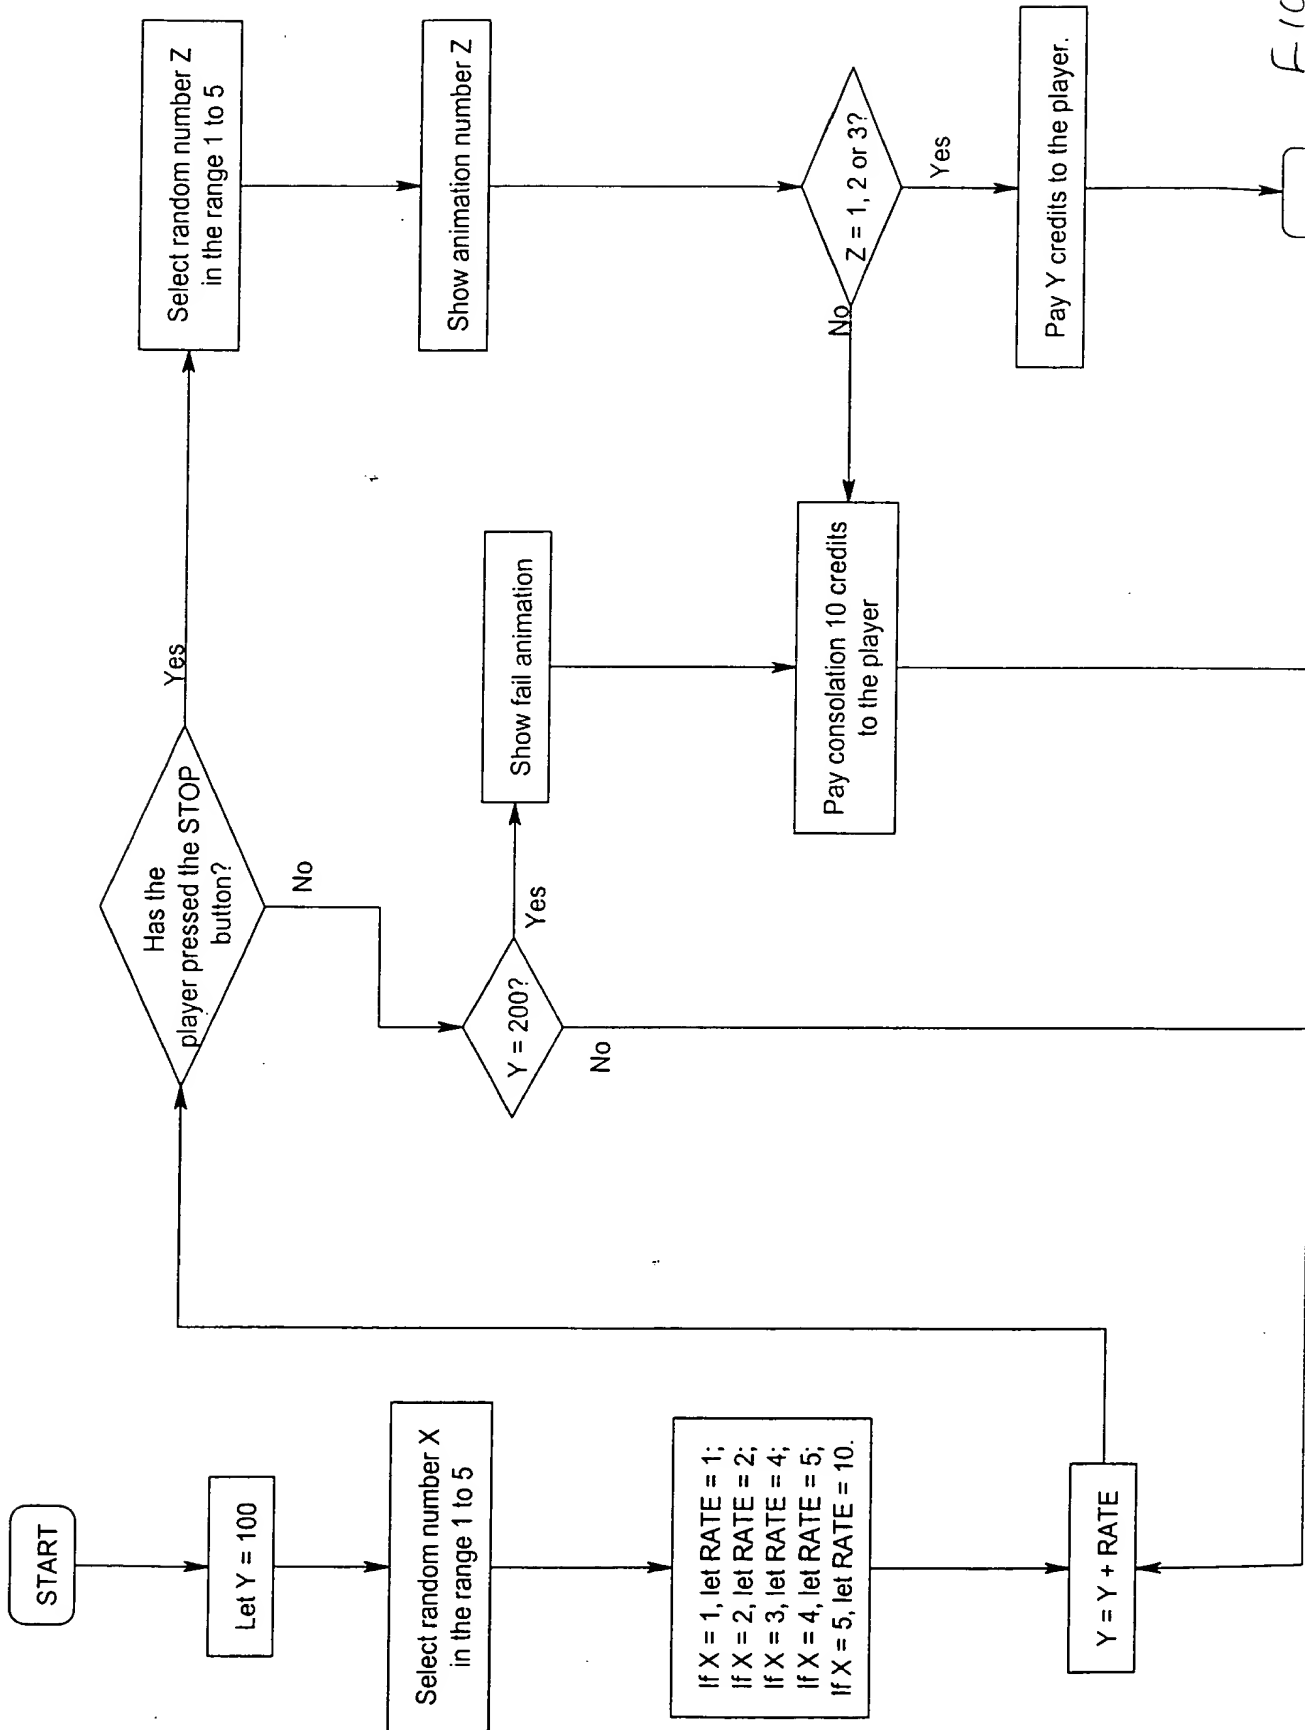 START
Let Y = 100
Select random number X
in the range 1 to 5
If X = 1, let RATE = 1;
If X = 2, let RATE = 2;
If X = 3, let RATE = 4;
If X = 4, let RATE = 5;
If X = 5, let RATE = 10.
Y = Y + RATE
Has the
player pressed the STOP
button?
No
Yes
Y = 200?
Yes
No
Show fail animation
Pay consolation 10 credits
to the player
Select random number Z
in the range 1 to 5
Show animation number Z
Z = 1, 2 or 3?
No
Yes
Pay Y credits to the player.